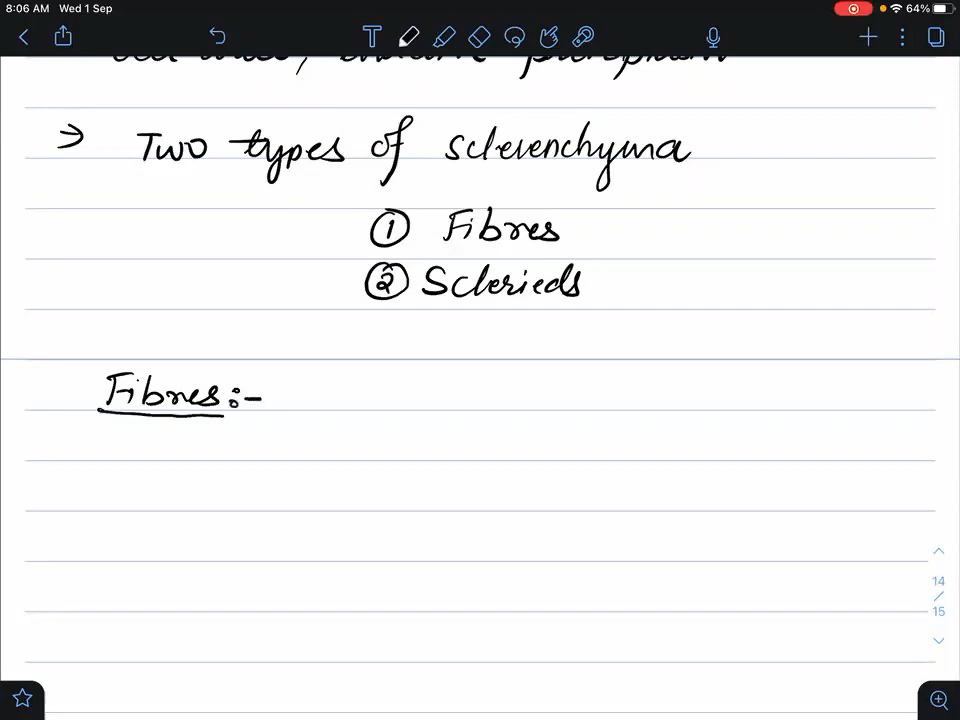 8:06 AM Wed 1 Sep 64%
→ Two types of sclerenchyma
① Fibres
② Sclerieds
Fibres:-
14
/
15